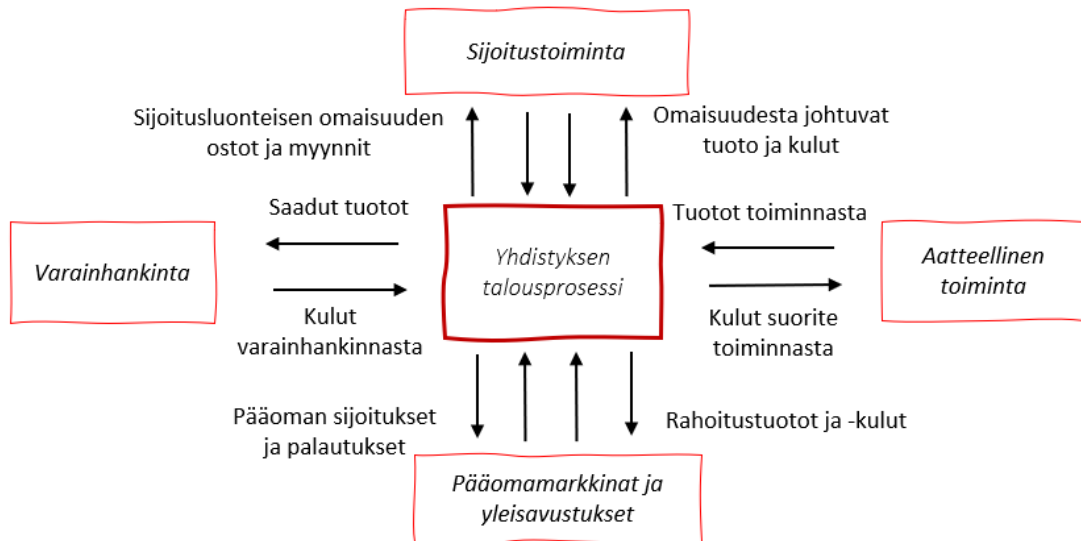 Sijoitustoiminta
Sijoitusluonteisen omaisuuden
ostot ja myynnit
Omaisuudesta johtuvat
tuoto ja kulut
Saadut tuotot
Tuotot toiminnasta
Varainhankinta
Yhdistyksen
talousprosessi
Aatteellinen
toiminta
Kulut
varainhankinnasta
Kulut suorite
toiminnasta
Pääoman sijoitukset
ja palautukset
Rahoitustuotot ja -kulut
Pääomamarkkinat ja
yleisavustukset